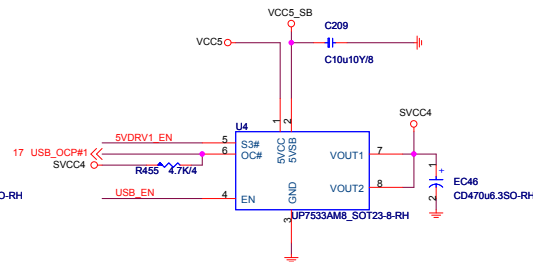 VCC5_SB
C209
VCC5
C10u10Y/8
SVCC4
U4
1
2
5VCC
5VSB
5VDRV1_EN
5
S3#
17 USB_OCP#1
6
OC#
VOUT1
7
SVCC4
R455 4.7K/4
1
+
EC46
VOUT2
8
USB_EN
4
EN
GND
2
CD470u6.3SO-RH
O-RH
3
UP7533AM8_SOT23-8-RH